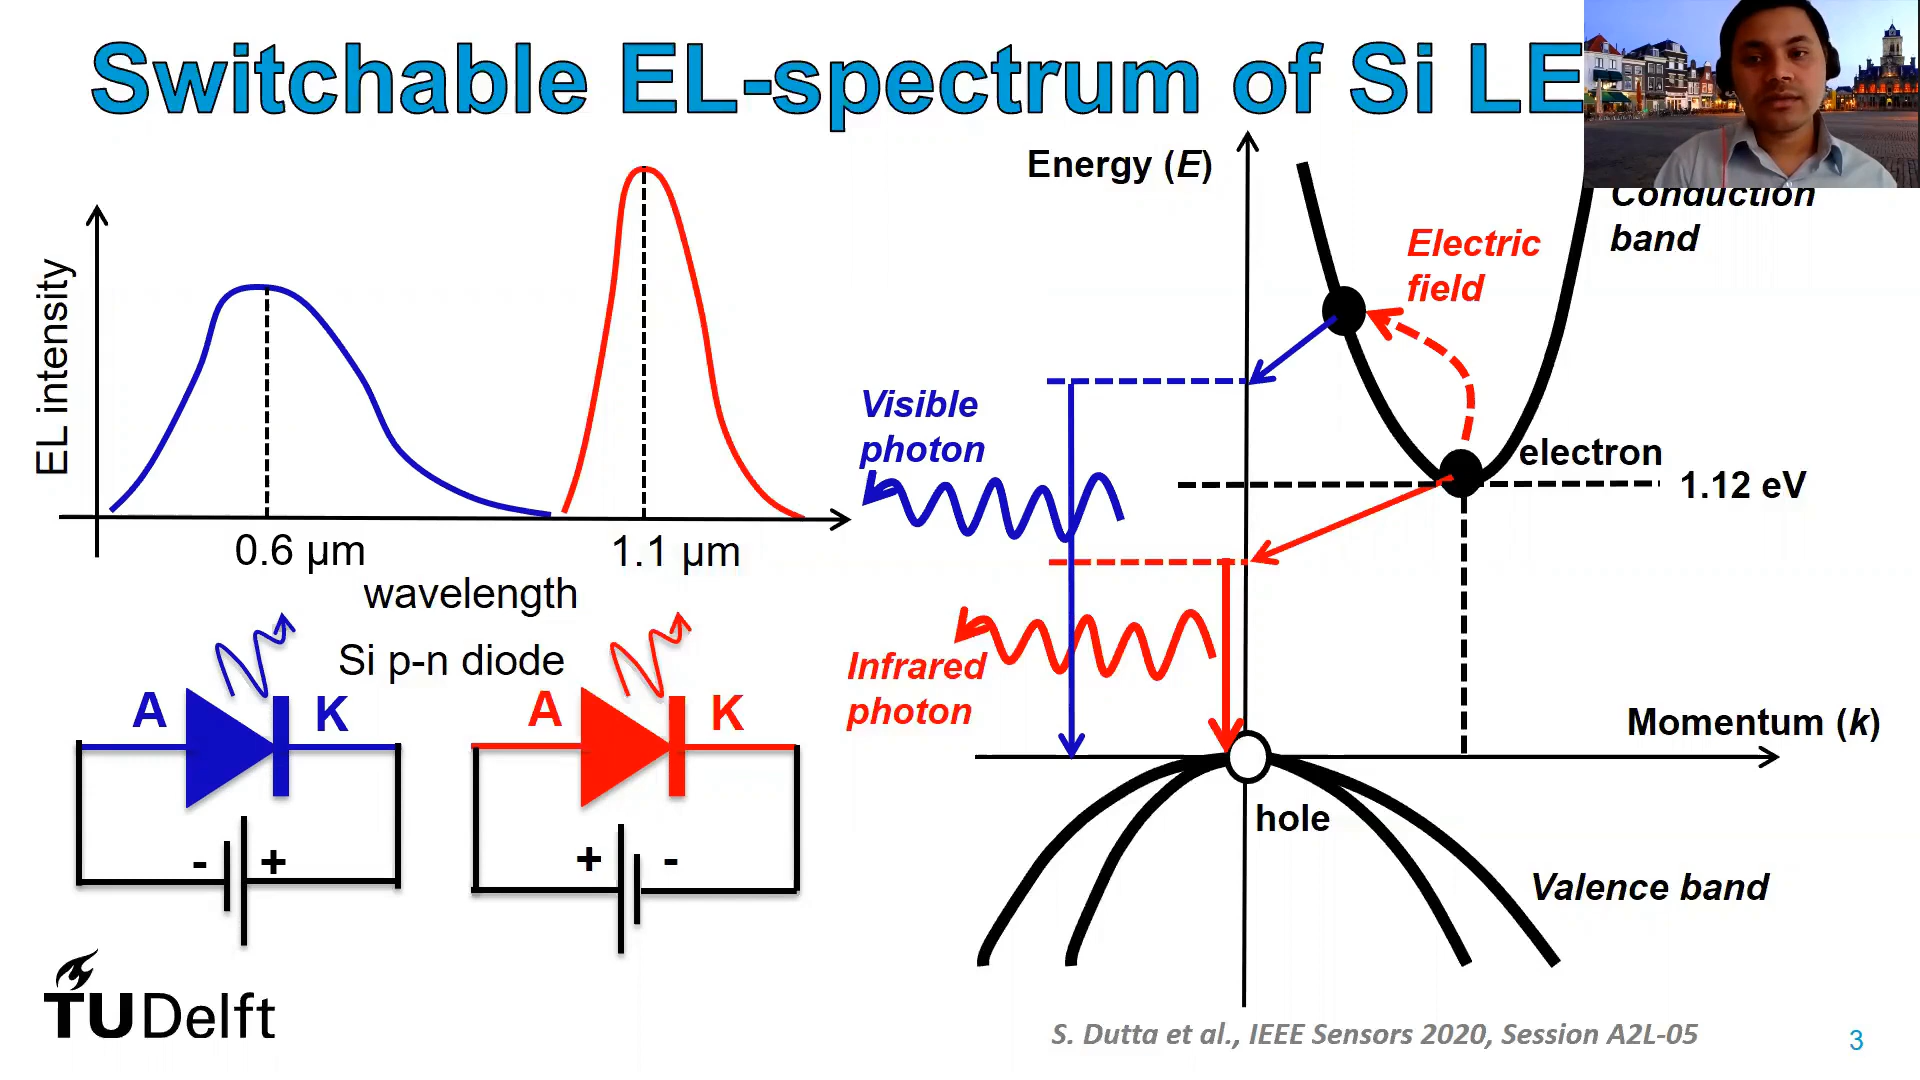 Switchable EL-spectrum of Si LE
Energy (E)
Conduction
band
Electric
field
EL intensity
Visible
photon
electron
1.12 eV
0.6 µm
1.1 µm
wavelength
Si p-n diode
A
K
A
K
Infrared
photon
Momentum (k)
hole
- +
+ -
Valence band
TUDelft
S. Dutta et al., IEEE Sensors 2020, Session A2L-05
3